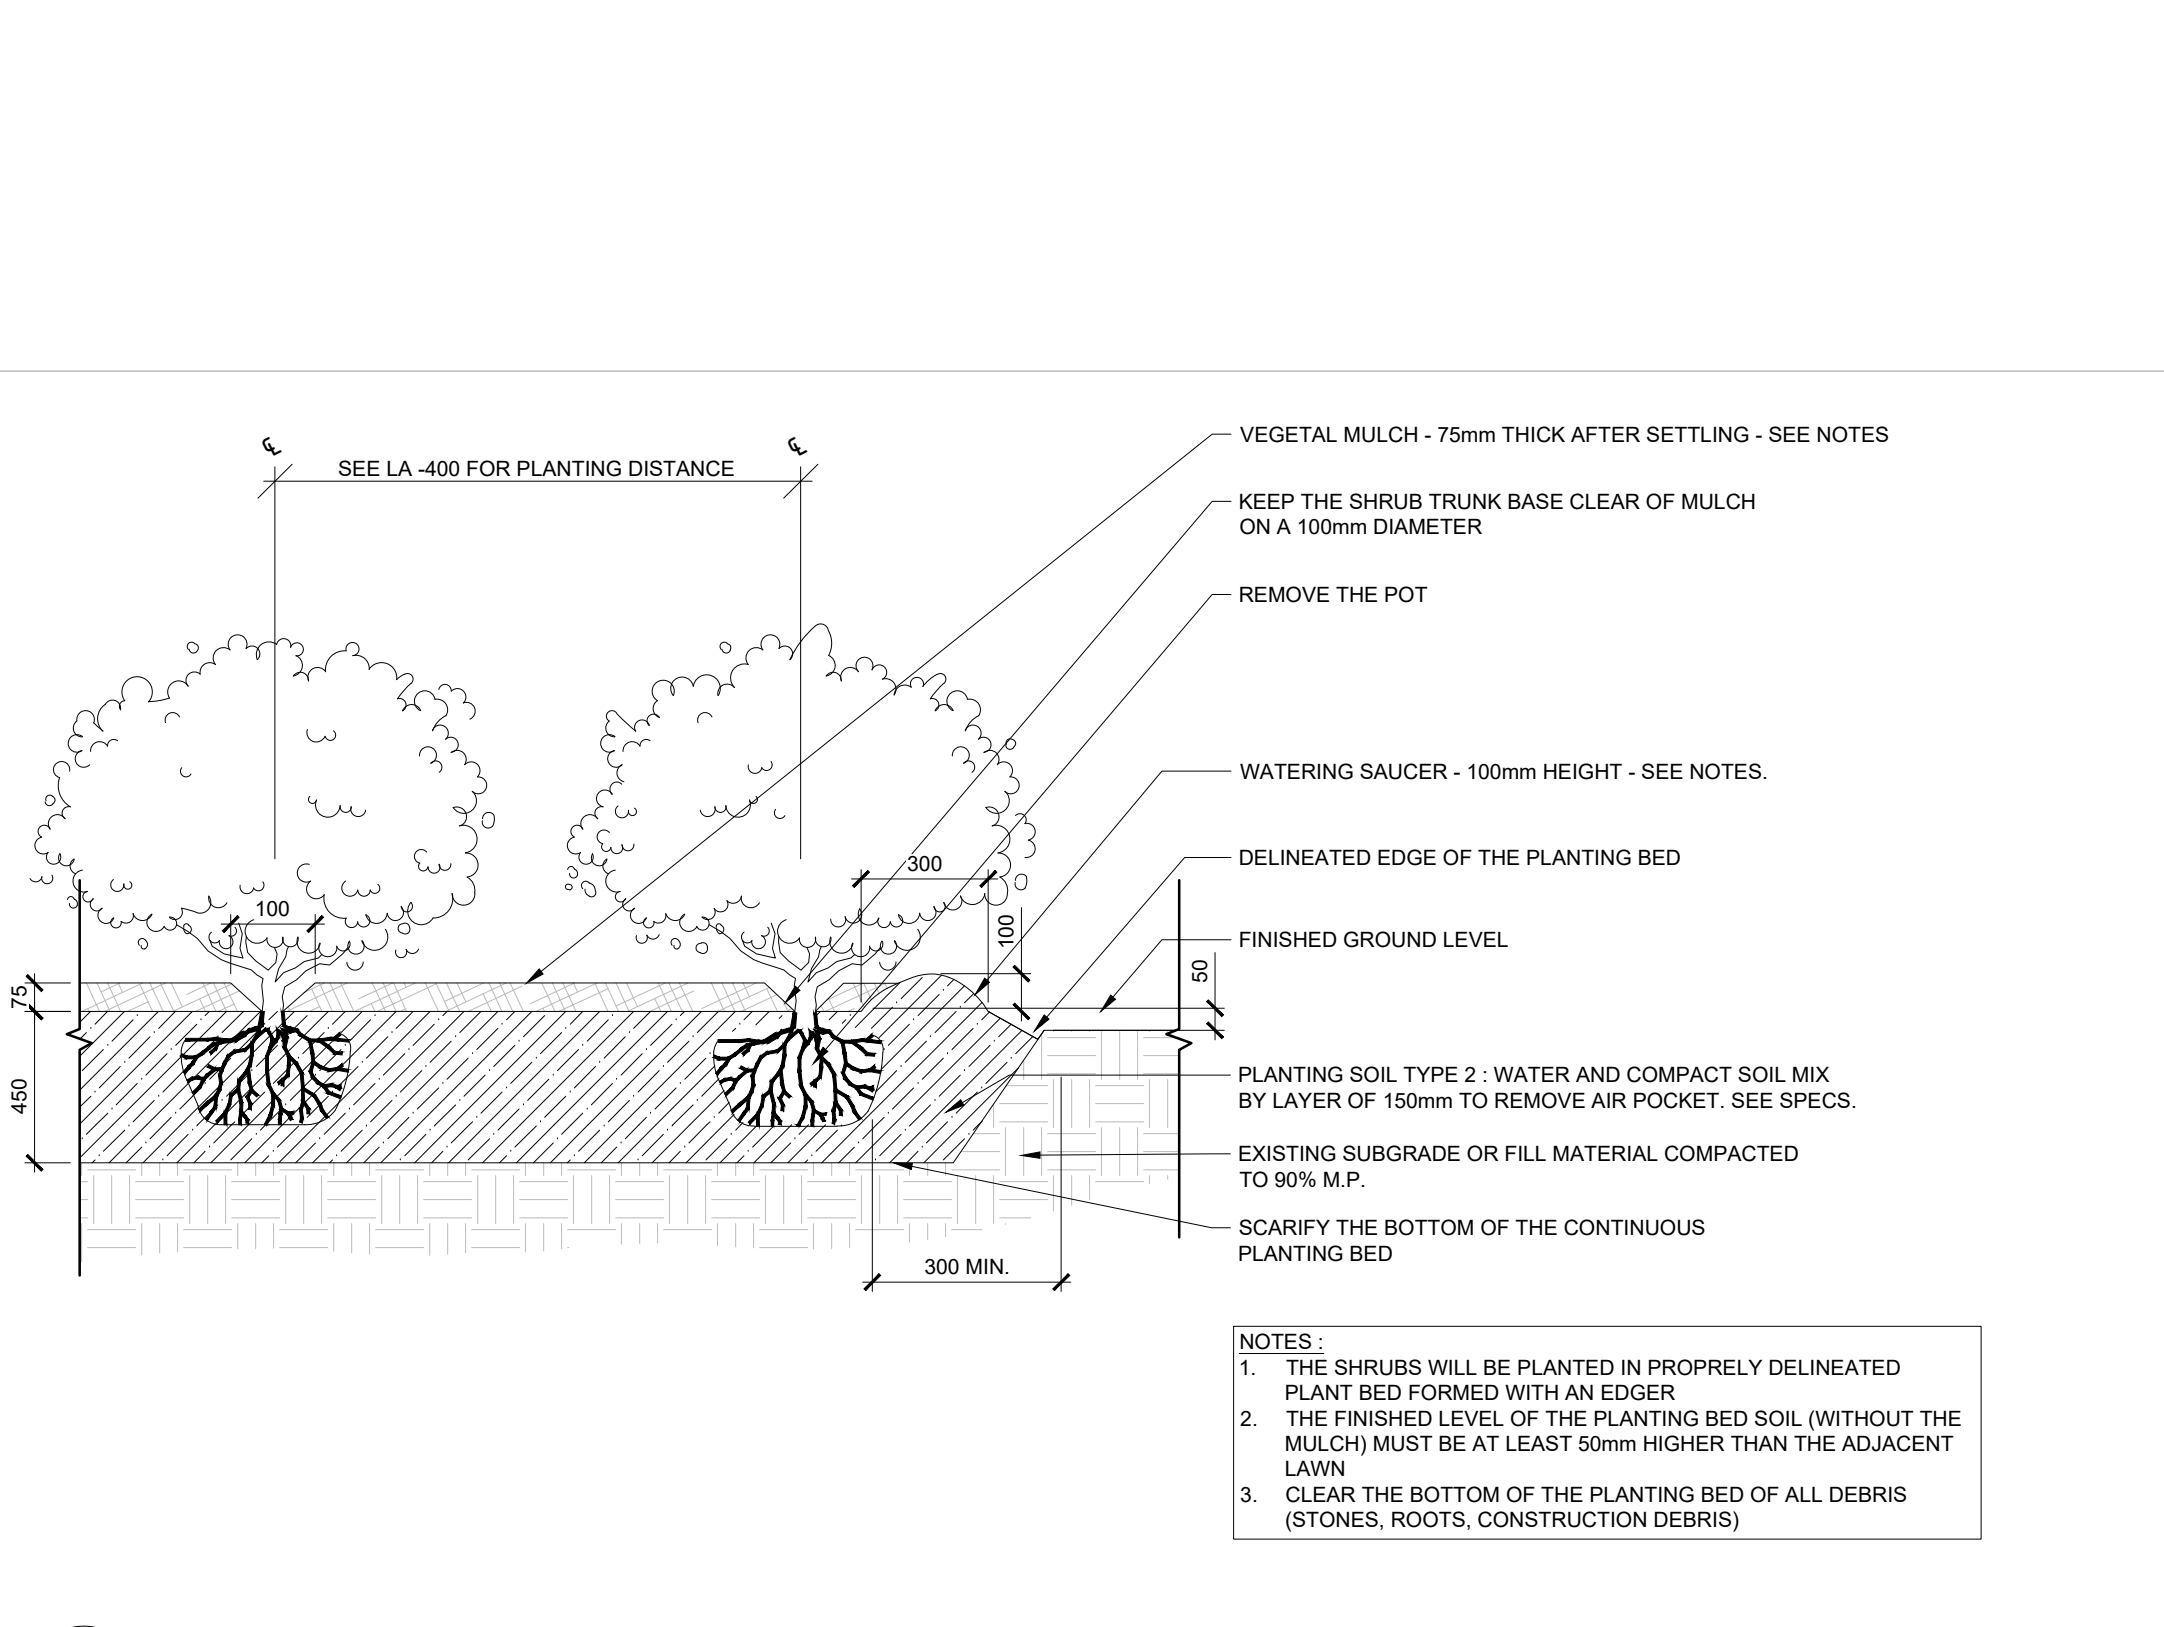 ℄ ℄
SEE LA -400 FOR PLANTING DISTANCE
VEGETAL MULCH - 75mm THICK AFTER SETTLING - SEE NOTES
KEEP THE SHRUB TRUNK BASE CLEAR OF MULCH
ON A 100mm DIAMETER
REMOVE THE POT
WATERING SAUCER - 100mm HEIGHT - SEE NOTES.
DELINEATED EDGE OF THE PLANTING BED
300
100
100
FINISHED GROUND LEVEL
50
75
450
PLANTING SOIL TYPE 2 : WATER AND COMPACT SOIL MIX
BY LAYER OF 150mm TO REMOVE AIR POCKET. SEE SPECS.
EXISTING SUBGRADE OR FILL MATERIAL COMPACTED
TO 90% M.P.
SCARIFY THE BOTTOM OF THE CONTINUOUS
PLANTING BED
300 MIN.
NOTES :
1. THE SHRUBS WILL BE PLANTED IN PROPRELY DELINEATED
PLANT BED FORMED WITH AN EDGER
2. THE FINISHED LEVEL OF THE PLANTING BED SOIL (WITHOUT THE
MULCH) MUST BE AT LEAST 50mm HIGHER THAN THE ADJACENT
LAWN
3. CLEAR THE BOTTOM OF THE PLANTING BED OF ALL DEBRIS
(STONES, ROOTS, CONSTRUCTION DEBRIS)